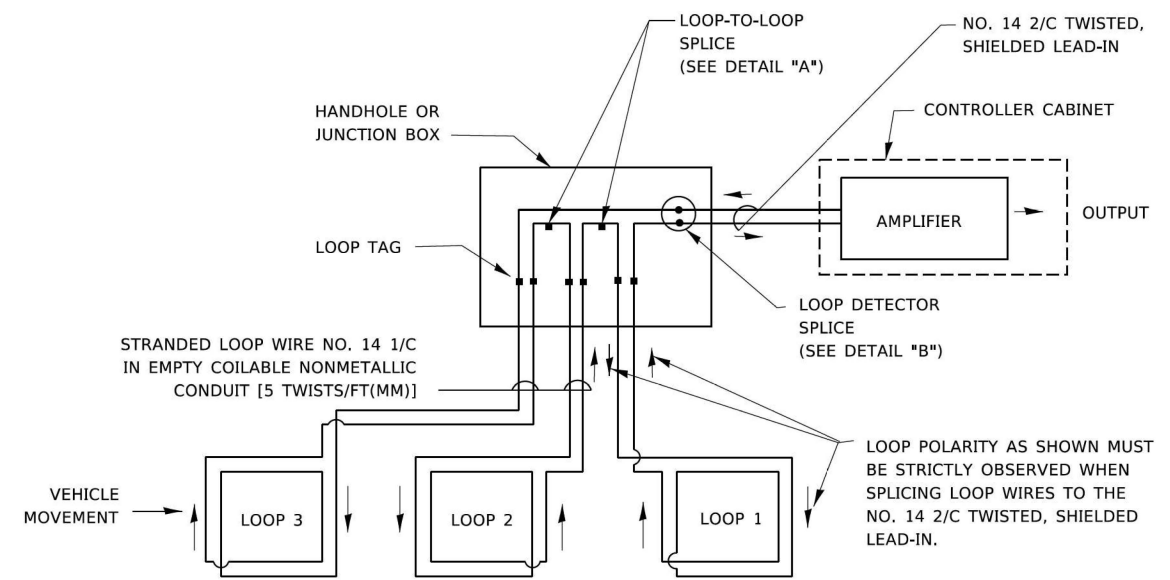 LOOP-TO-LOOP
SPLICE
(SEE DETAIL "A")
NO. 14 2/C TWISTED,
SHIELDED LEAD-IN
HANDHOLE OR
JUNCTION BOX
CONTROLLER CABINET
AMPLIFIER
OUTPUT
LOOP TAG
LOOP DETECTOR
SPLICE
(SEE DETAIL "B")
STRANDED LOOP WIRE NO. 14 1/C
IN EMPTY COILABLE NONMETALLIC
CONDUIT [5 TWISTS/FT(MM)]
LOOP POLARITY AS SHOWN MUST
BE STRICTLY OBSERVED WHEN
SPLICING LOOP WIRES TO THE
NO. 14 2/C TWISTED, SHIELDED
LEAD-IN.
VEHICLE
MOVEMENT
LOOP 3
LOOP 2
LOOP 1